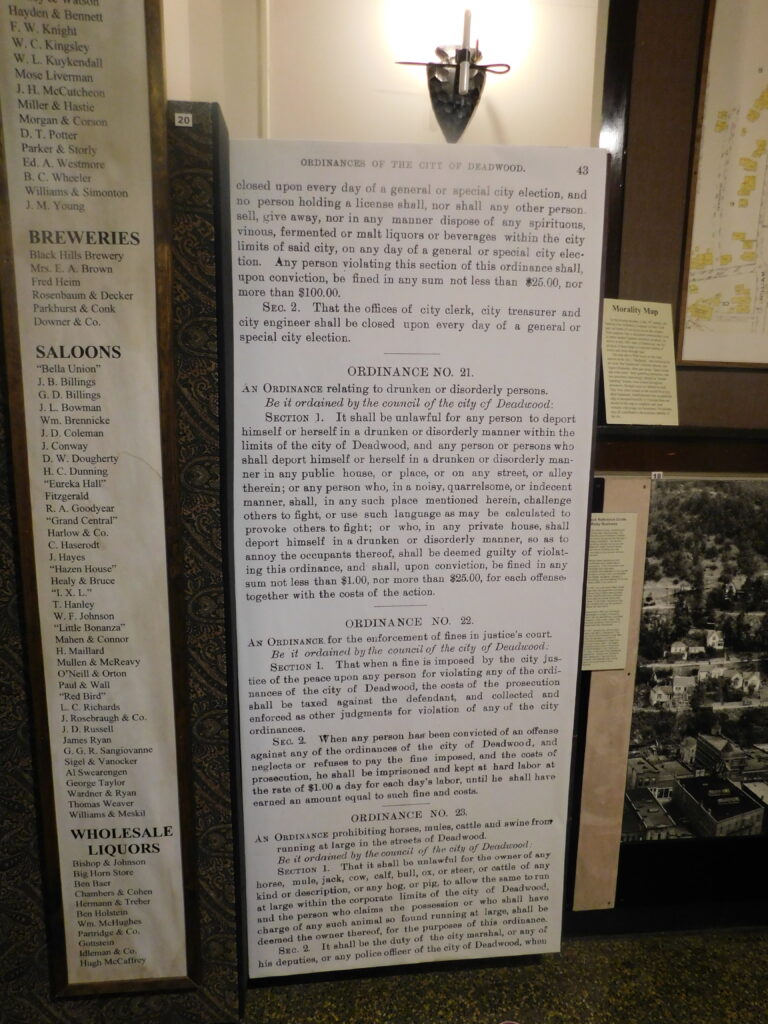 Hayden & Bennett
F. W. Knight
W. C. Kingsley
W. L. Kuykendall
Mose Liverman
J. H. McCutcheon
Miller & Hastie
Morgan & Corson
D. T. Potter
Parker & Storly
Ed. A. Westmore
B. C. Wheeler
Williams & Simonton
J. M. Young
BREWERIES
Black Hills Brewery
Mrs. E. A. Brown
Fred Heim
Rosenbaum & Decker
Parkhurst & Conk
Downer & Co.
SALOONS
"Bella Union"
J. B. Billings
G. D. Billings
J. L. Bowman
Wm. Brennicke
J. D. Coleman
J. Conway
D. W. Dougherty
H. C. Dunning
"Eureka Hall"
Fitzgerald
R. A. Goodyear
"Grand Central"
Harlow & Co.
C. Haserodt
J. Hayes
"Hazen House"
Healy & Bruce
"I. X. L."
T. Hanley
W. F. Johnson
"Little Bonanza"
Mahen & Connor
H. Maillard
Mullen & McReavy
O'Neill & Orton
Paul & Wall
"Red Bird"
L. C. Richards
J. Rosebraugh & Co.
J. D. Russell
James Ryan
G. G. R. Sangiovanne
Sigel & Vanocker
Al Swearengen
George Taylor
Wardner & Ryan
Thomas Weaver
Williams & Meskil
WHOLESALE
LIQUORS
Bishop & Johnson
Big Horn Store
Ben Baer
Chambers & Cohen
Hermann & Treber
Ben Holstein
Wm. McHughes
Partridge & Co.
Gottstein
Idleman & Co.
Hugh McCaffrey
20
ORDINANCES OF THE CITY OF DEADWOOD. 43
closed upon every day of a general or special city election, and
no person holding a license shall, nor shall any other person
sell, give away, nor in any manner dispose of any spirituous,
vinous, fermented or malt liquors or beverages within the city
limits of said city, on any day of a general or special city elec-
tion. Any person violating this section of this ordinance shall,
upon conviction, be fined in any sum not less than $25.00, nor
more than $100.00.
SEC. 2. That the offices of city clerk, city treasurer and
city engineer shall be closed upon every day of a general or
special city election.
ORDINANCE NO. 21.
AN ORDINANCE relating to drunken or disorderly persons.
Be it ordained by the council of the city of Deadwood:
SECTION 1. It shall be unlawful for any person to deport
himself or herself in a drunken or disorderly manner within the
limits of the city of Deadwood, and any person or persons who
shall deport himself or herself in a drunken or disorderly man-
ner in any public house, or place, or on any street, or alley
therein; or any person who, in a noisy, quarrelsome, or indecent
manner, shall, in any such place mentioned herein, challenge
others to fight, or use such language as may be calculated to
provoke others to fight; or who, in any private house, shall
deport himself in a drunken or disorderly manner, so as to
annoy the occupants thereof, shall be deemed guilty of violat-
ing this ordinance, and shall, upon conviction, be fined in any
sum not less than $1.00, nor more than $25.00, for each offense,
together with the costs of the action.
ORDINANCE NO. 22.
AN ORDINANCE for the enforcement of fines in justice's court.
Be it ordained by the council of the city of Deadwood:
SECTION 1. That when a fine is imposed by the city jus-
tice of the peace upon any person for violating any of the ordi-
nances of the city of Deadwood, the costs of the prosecution
shall be taxed against the defendant, and collected and
enforced as other judgments for violation of any of the city
ordinances.
SEC. 2. When any person has been convicted of an offense
against any of the ordinances of the city of Deadwood, and
neglects or refuses to pay the fine imposed, and the costs of
prosecution, he shall be imprisoned and kept at hard labor at
the rate of $1.00 a day for each day's labor, until he shall have
earned an amount equal to such fine and costs.
ORDINANCE NO. 23.
AN ORDINANCE prohibiting horses, mules, cattle and swine from
running at large in the streets of Deadwood.
Be it ordained by the council of the city of Deadwood:
SECTION 1. That it shall be unlawful for the owner of any
horse, mule, jack, cow, calf, bull, ox, or steer, or cattle of any
kind or description, or any hog, or pig, to allow the same to run
at large within the corporate limits of the city of Deadwood,
and the person who claims the possession or who shall have
charge of any such animal so found running at large, shall be
deemed the owner thereof, for the purposes of this ordinance.
SEC. 2. It shall be the duty of the city marshal, or any of
his deputies, or any police officer of the city of Deadwood, when
Morality Map
18